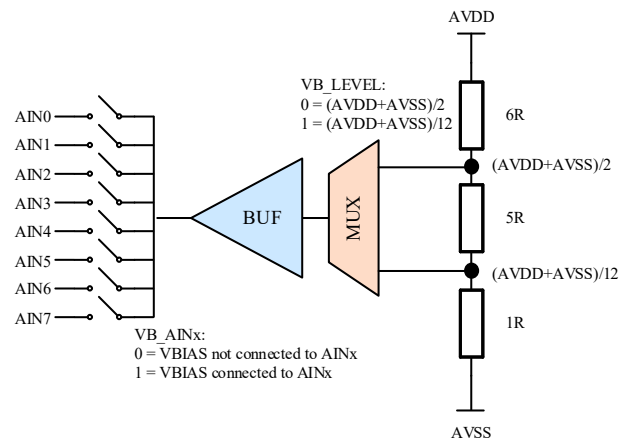 AVDD
VB_LEVEL:
0 = (AVDD+AVSS)/2
1 = (AVDD+AVSS)/12
6R
AIN0
AIN1
AIN2
AIN3
AIN4
AIN5
AIN6
AIN7
BUF
MUX
(AVDD+AVSS)/2
5R
(AVDD+AVSS)/12
1R
VB_AINx:
0 = VBIAS not connected to AINx
1 = VBIAS connected to AINx
AVSS